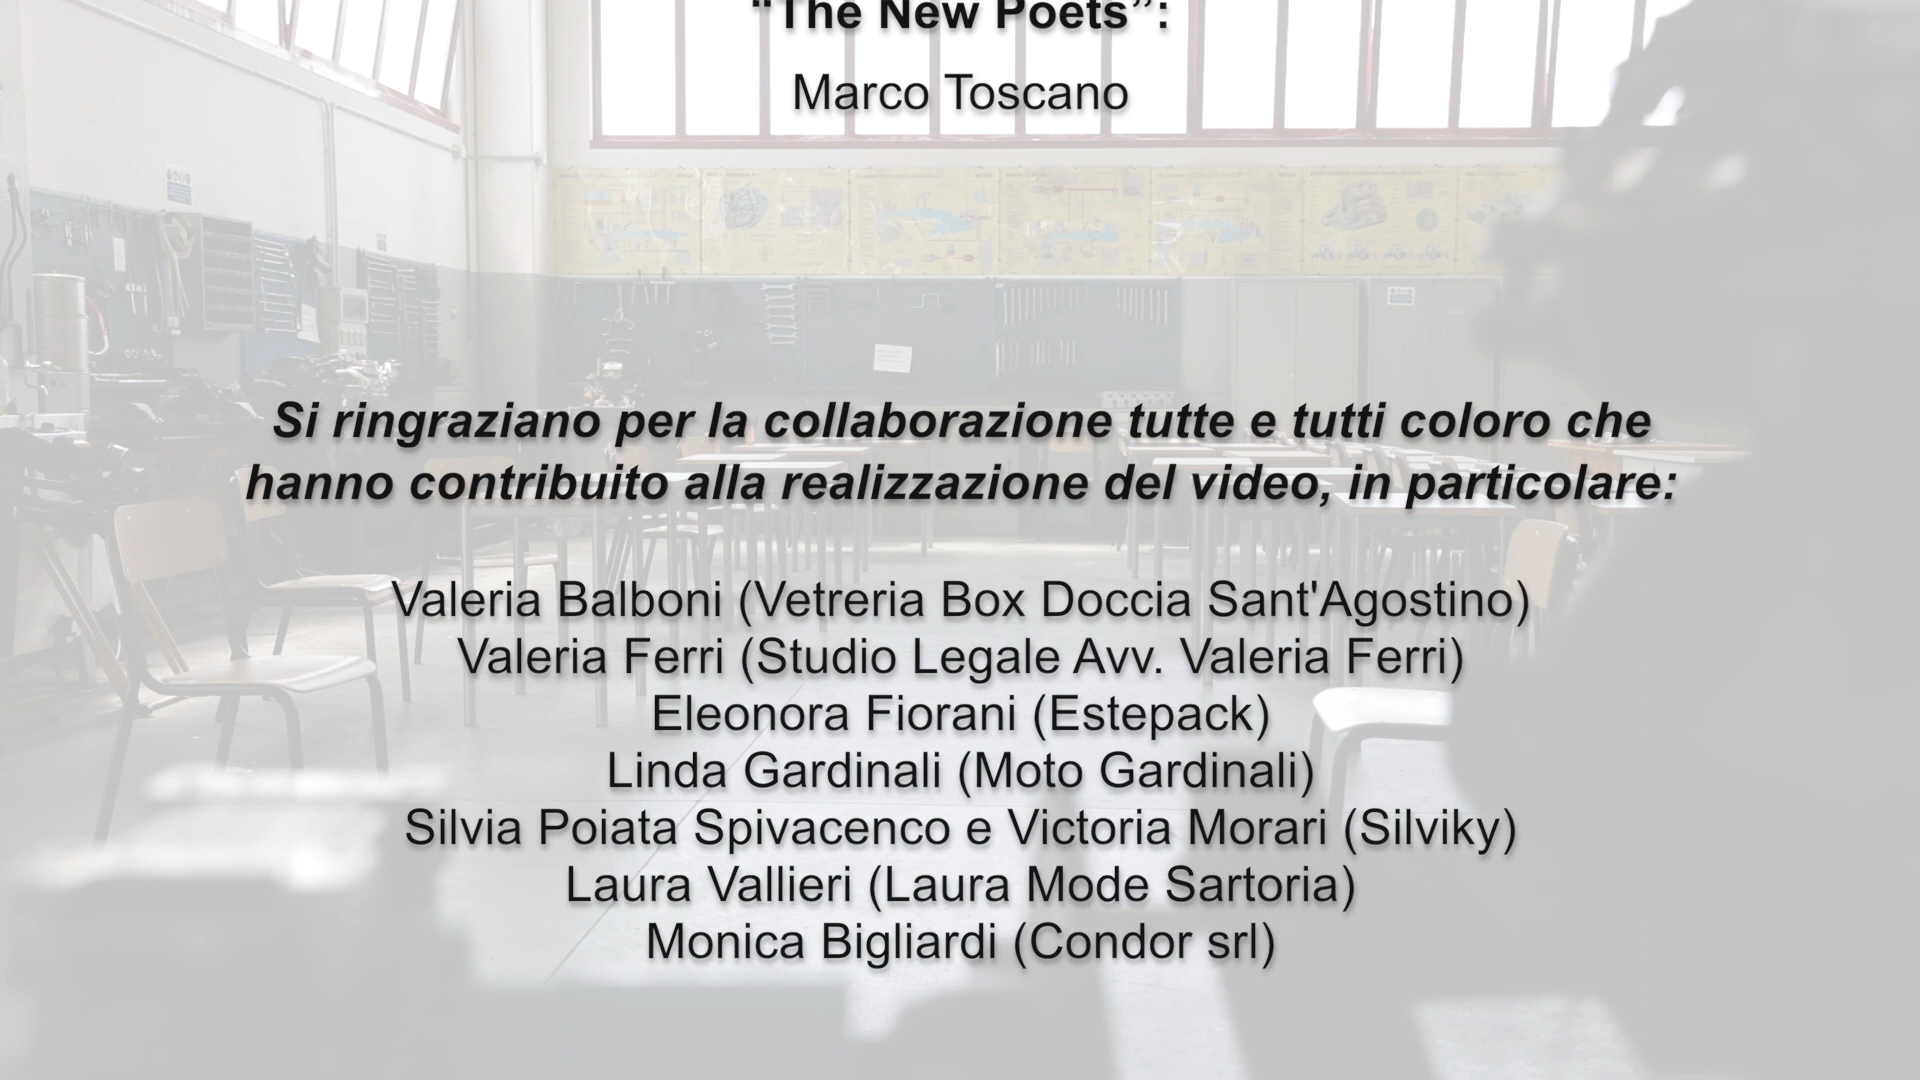 “The New Poets”:
Marco Toscano
Si ringraziano per la collaborazione tutte e tutti coloro che
hanno contribuito alla realizzazione del video, in particolare:
Valeria Balboni (Vetreria Box Doccia Sant'Agostino)
Valeria Ferri (Studio Legale Avv. Valeria Ferri)
Eleonora Fiorani (Estepack)
Linda Gardinali (Moto Gardinali)
Silvia Poiata Spivacenco e Victoria Morari (Silviky)
Laura Vallieri (Laura Mode Sartoria)
Monica Bigliardi (Condor srl)